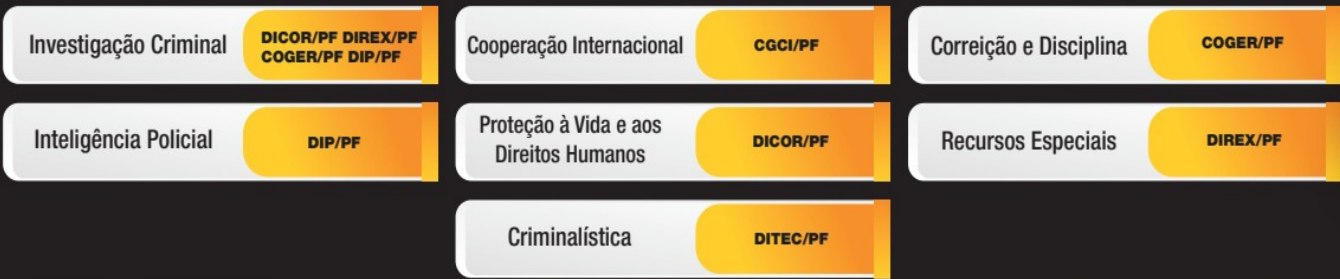 Investigação Criminal
DICOR/PF DIREX/PF
COGER/PF DIP/PF
Cooperação Internacional
CGCI/PF
Correição e Disciplina
COGER/PF
Inteligência Policial
DIP/PF
Proteção à Vida e aos
Direitos Humanos
DICOR/PF
Recursos Especiais
DIREX/PF
Criminalística
DITEC/PF